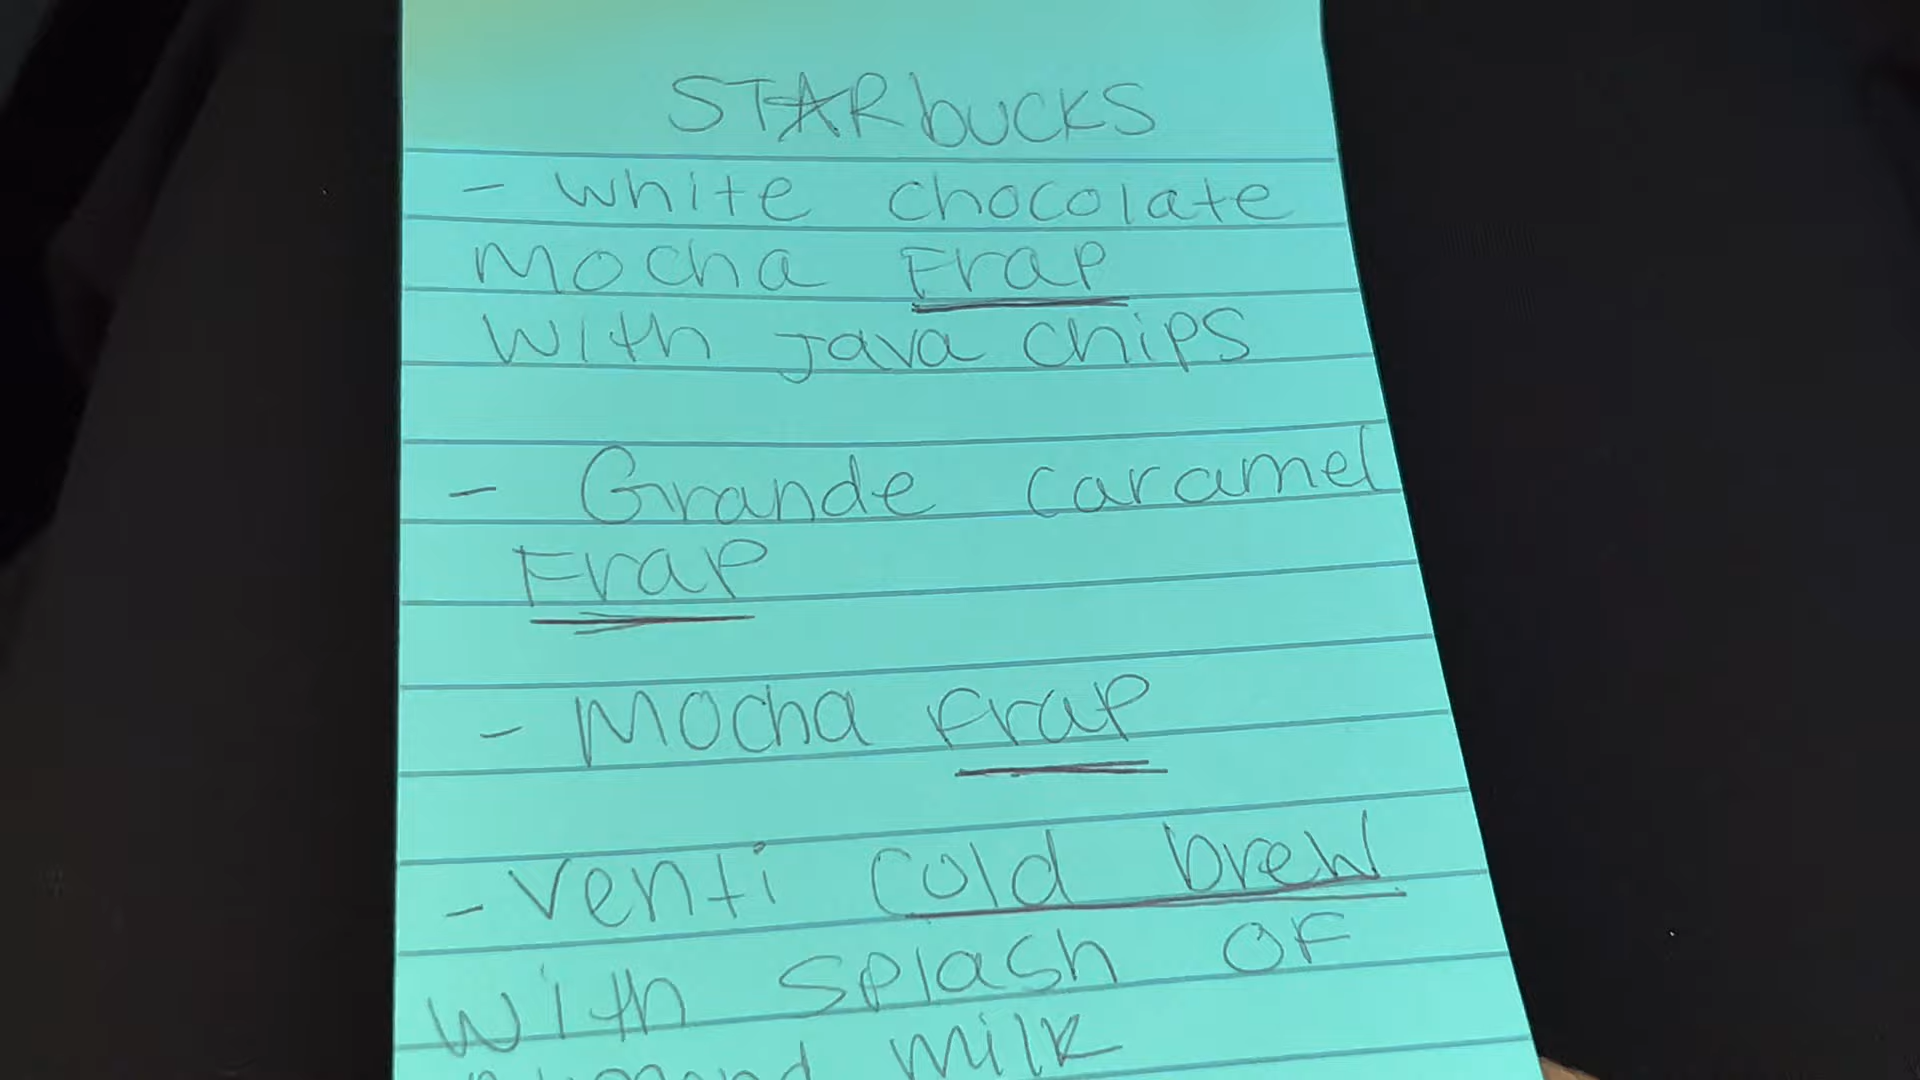 STARbucks
- white chocolate
Mocha Frap
with Java chips
- Grande caramel
Frap
- Mocha Frap
- Venti cold brew
with splash of
milk